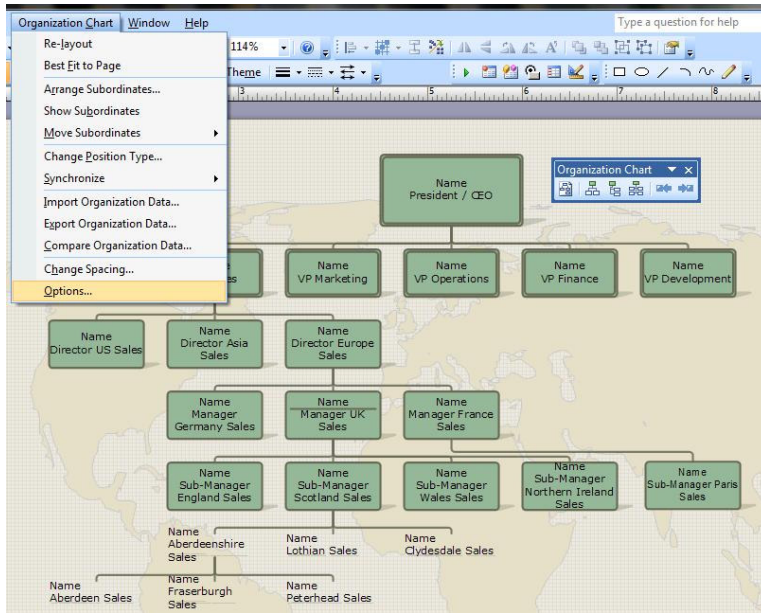 Organization Chart Window Help
Type a question for help
Re-layout
114%
Best Fit to Page
Theme
Arrange Subordinates...
3 4 5 6 7 8
Show Subordinates
Move Subordinates
Change Position Type...
Synchronize
Import Organization Data...
Export Organization Data...
Compare Organization Data...
Change Spacing...
Options...
Organization Chart
Name
President / CEO
Name
VP Marketing
Name
VP Operations
Name
VP Finance
Name
VP Development
Name
Director US Sales
Name
Director Asia
Sales
Name
Director Europe
Sales
Name
Manager
Germany Sales
Name
Manager UK
Sales
Name
Manager France
Sales
Name
Sub-Manager
England Sales
Name
Sub-Manager
Scotland Sales
Name
Sub-Manager
Wales Sales
Name
Sub-Manager
Northern Ireland
Sales
Name
Sub-Manager Paris
Sales
Name
Aberdeenshire
Sales
Name
Lothian Sales
Name
Clydesdale Sales
Name
Aberdeen Sales
Name
Fraserburgh
Sales
Name
Peterhead Sales